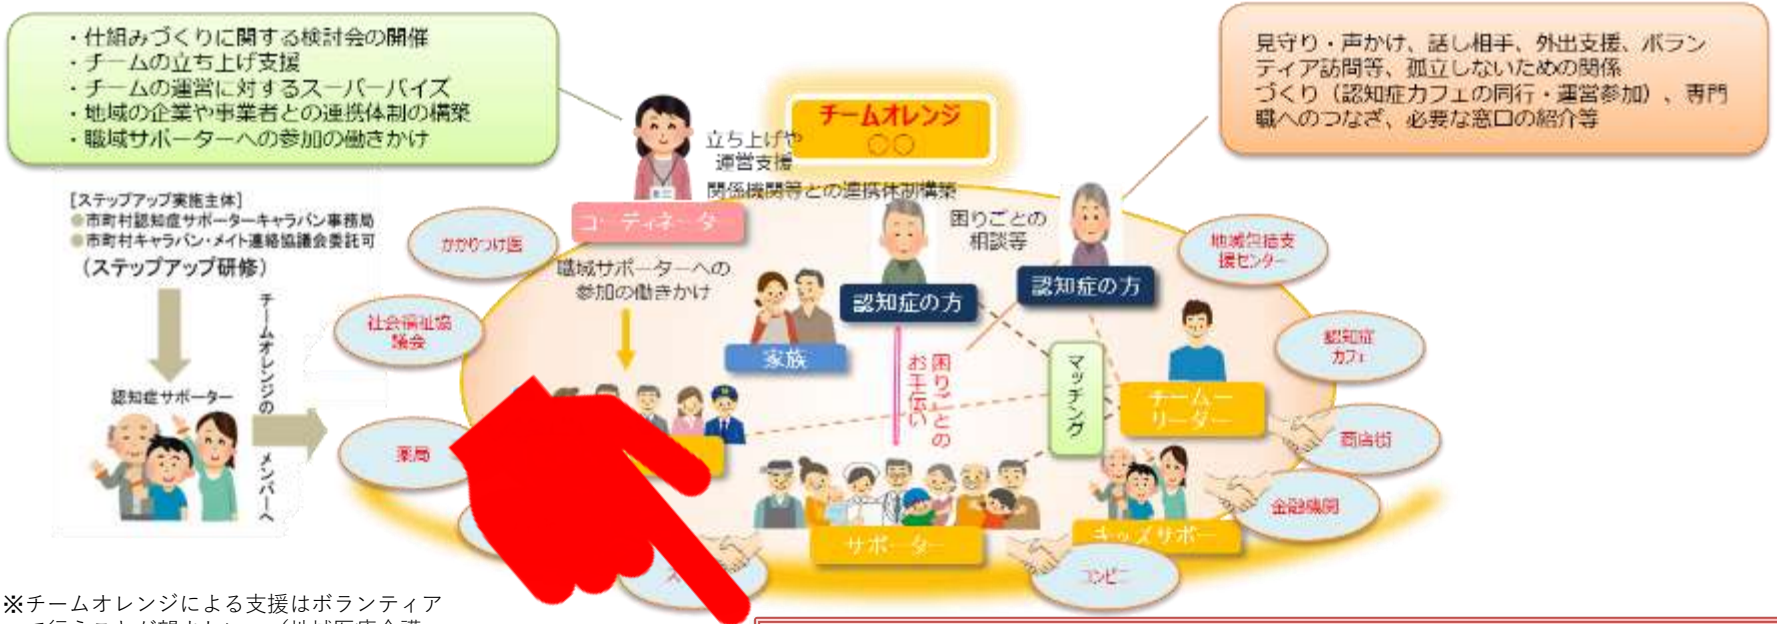 ・仕組みづくりに関する検討会の開催
・チームの立ち上げ支援
・チームの運営に対するスーパーバイズ
・地域の企業や事業者との連携体制の構築
・職域サポーターへの参加の働きかけ
チームオレンジ
○○
見守り・声かけ、話し相手、外出支援、ボラン
ティア訪問等、孤立しないための関係
づくり（認知症カフェの同行・運営参加）、専門
職へのつなぎ、必要な窓口の紹介等
立ち上げや
運営支援
関係機関等との連携体制構築
コーディネータ
[ステップアップ実施主体]
●市町村認知症サポーターキャラバン事務局
●市町村キャラバン・メイト連絡協議会委託可
(ステップアップ研修)
チームオレンジの
メンバーへ
認知症サポーター
かかりつけ医
社会福祉協
議会
薬局
職域サポーターへの
参加の働きかけ
家族
認知症の方
困りごとの
相談等
認知症の方
困りごとの
お手伝い
マッチング
チームー
リーダー
地域包括支
援センター
認知症
カフェ
商店街
金融機関
キッズサポー
サポーター
コンビニ
※チームオレンジによる支援はボランティア